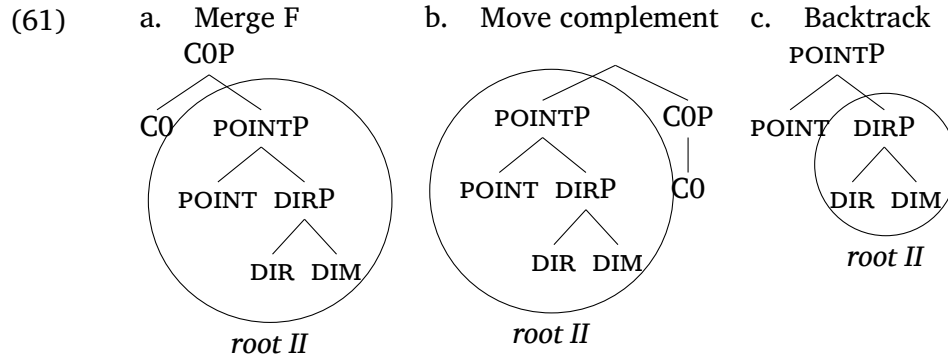 (61) a. Merge F b. Move complement c. Backtrack
C0P POINTP
C0 POINTP POINTP C0P POINT DIRP
POINT DIRP POINT DIRP C0 DIR DIM
DIR DIM DIR DIM root II
root II root II